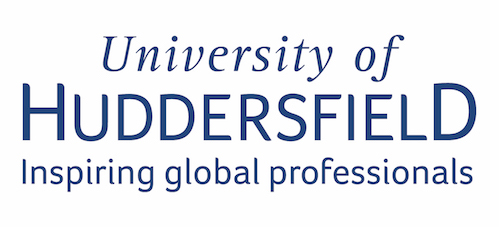 University of
HUDDERSFIELD
Inspiring global professionals